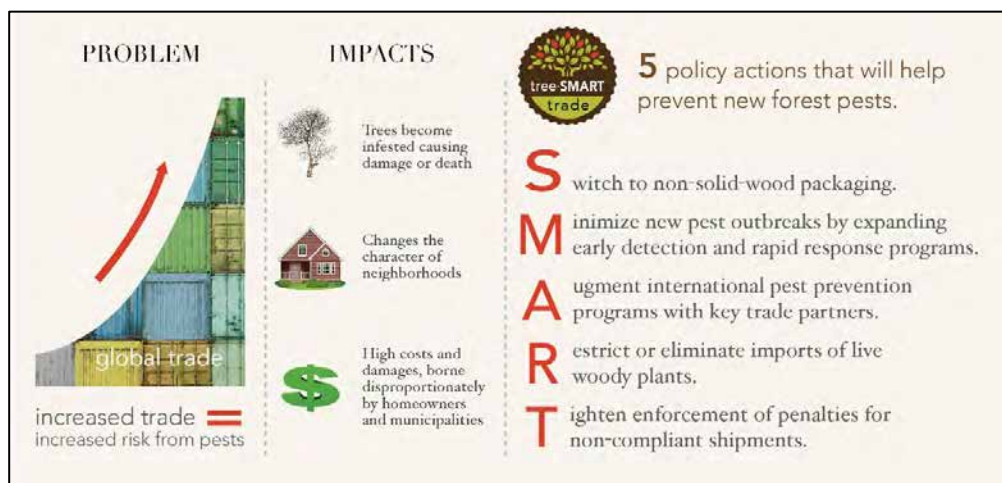 PROBLEM
global trade
increased trade =
increased risk from pests
IMPACTS
Trees become
infested causing
damage or death
Changes the
character of
neighborhoods
$
High costs and
damages, borne
disproportionately
by homeowners
and municipalities
tree-SMART
trade
5 policy actions that will help
prevent new forest pests.
Switch to non-solid-wood packaging.
Minimize new pest outbreaks by expanding
early detection and rapid response programs.
Augment international pest prevention
programs with key trade partners.
Restrict or eliminate imports of live
woody plants.
Tighten enforcement of penalties for
non-compliant shipments.